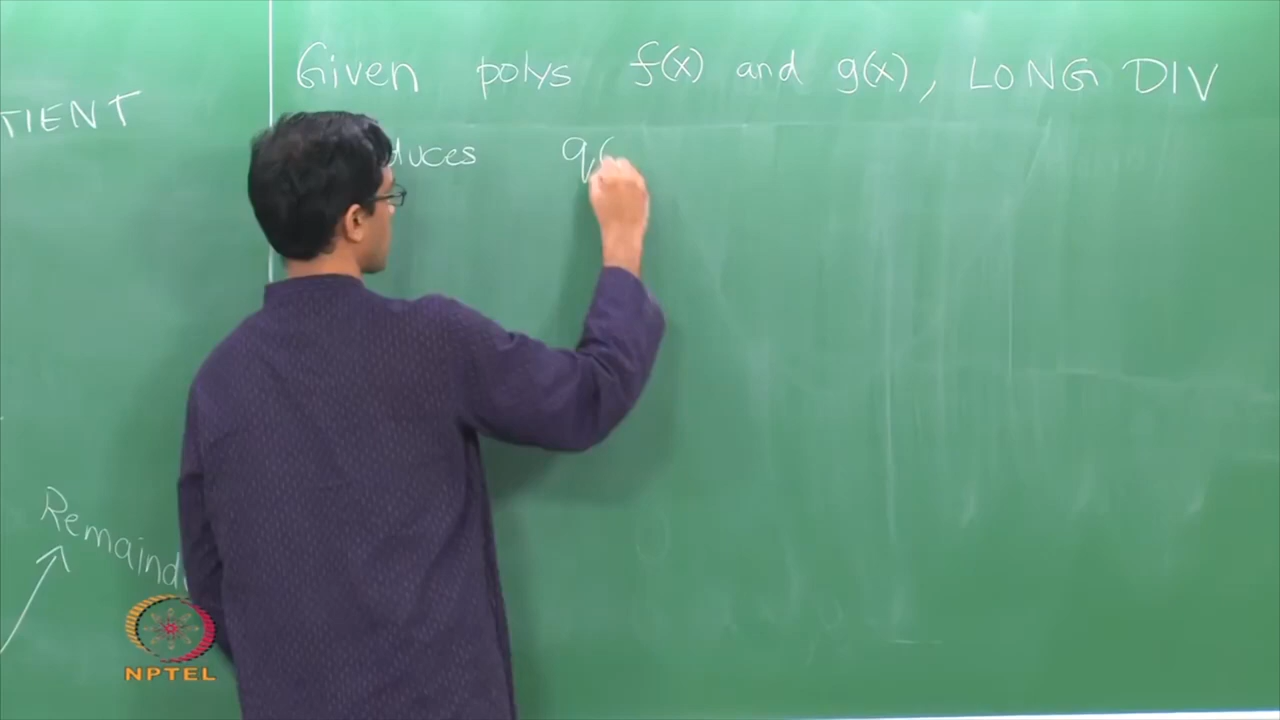 TIENT
Given polys f(x) and g(x), LONG DIV
duces q(
Remaind
NPTEL